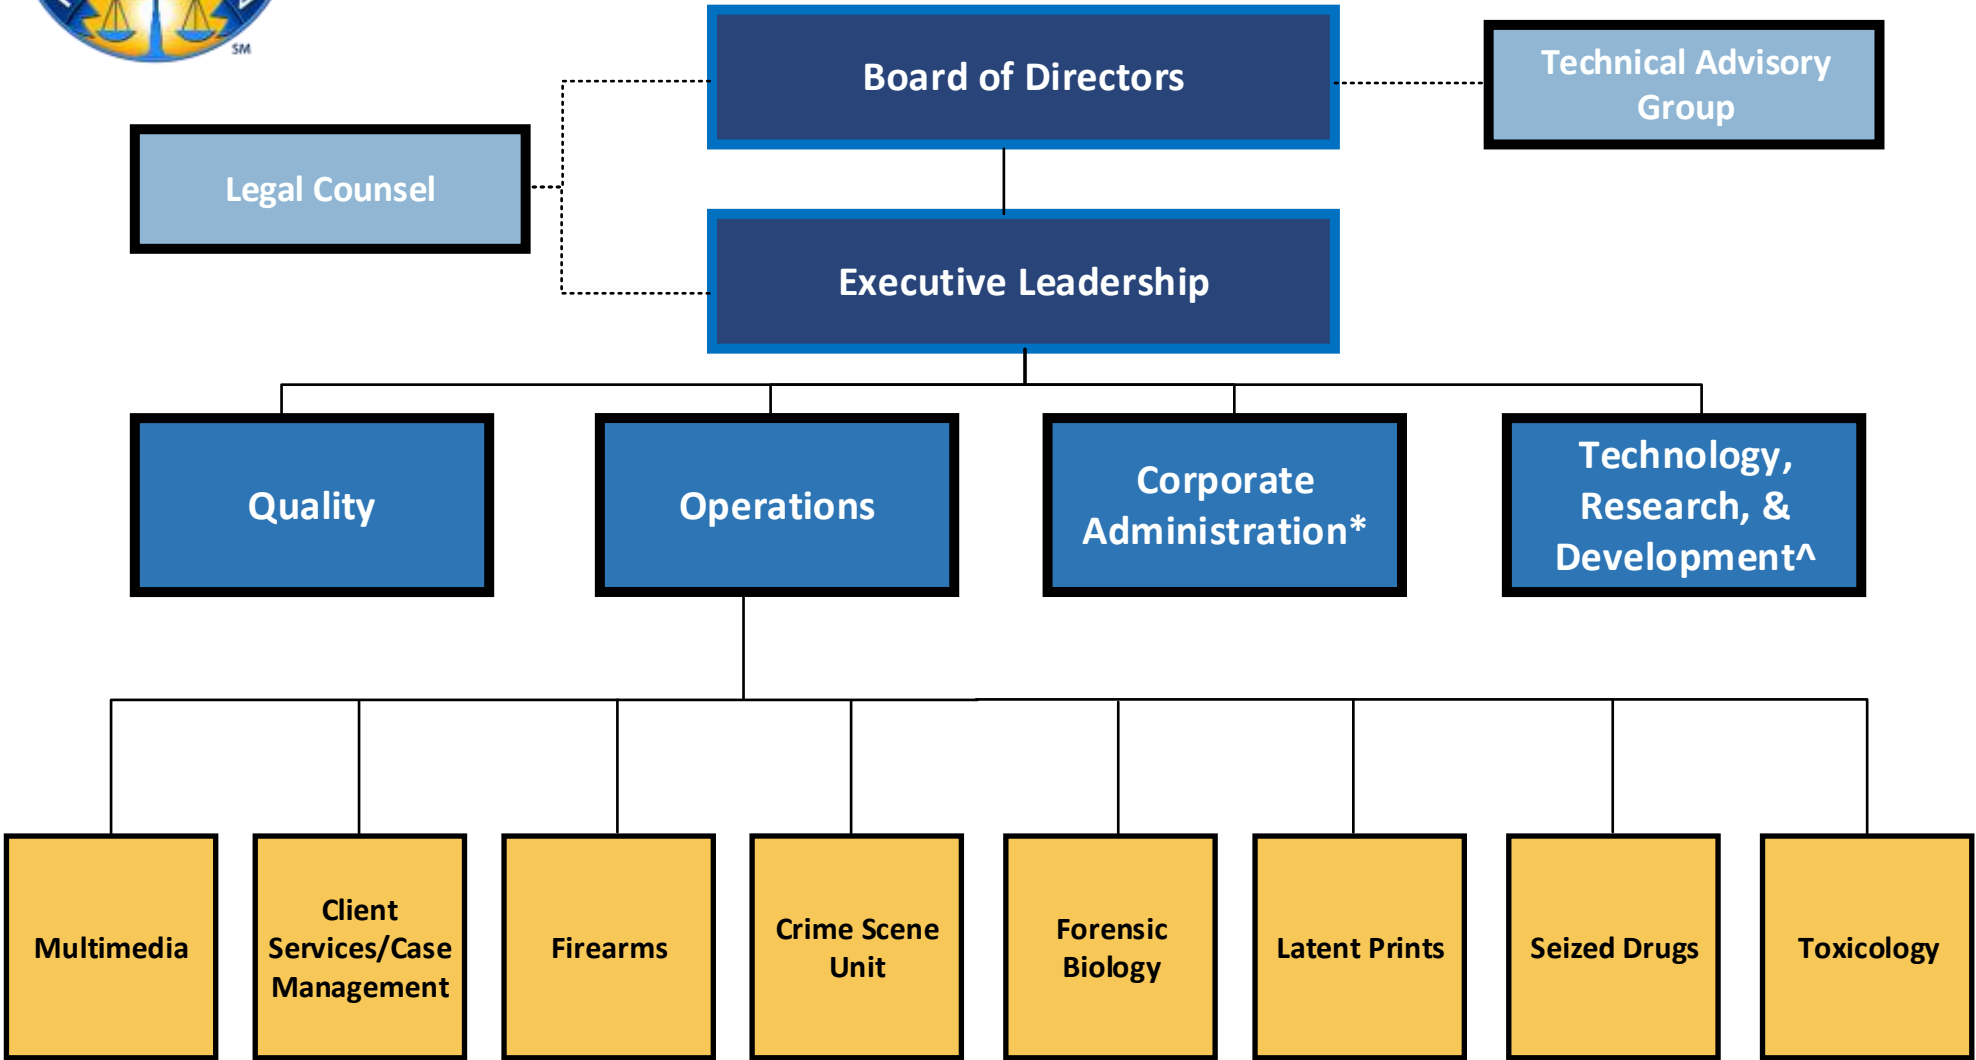 SM
Board of Directors
Technical Advisory
Group
Legal Counsel
Executive Leadership
Quality
Operations
Corporate
Administration*
Technology,
Research, &
Development^
Multimedia
Client
Services/Case
Management
Firearms
Crime Scene
Unit
Forensic
Biology
Latent Prints
Seized Drugs
Toxicology